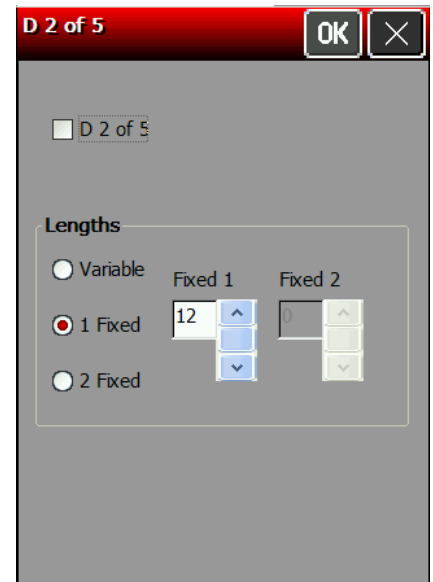 D 2 of 5
OK
D 2 of 5
Lengths
Variable
Fixed 1
Fixed 2
1 Fixed
12
0
2 Fixed